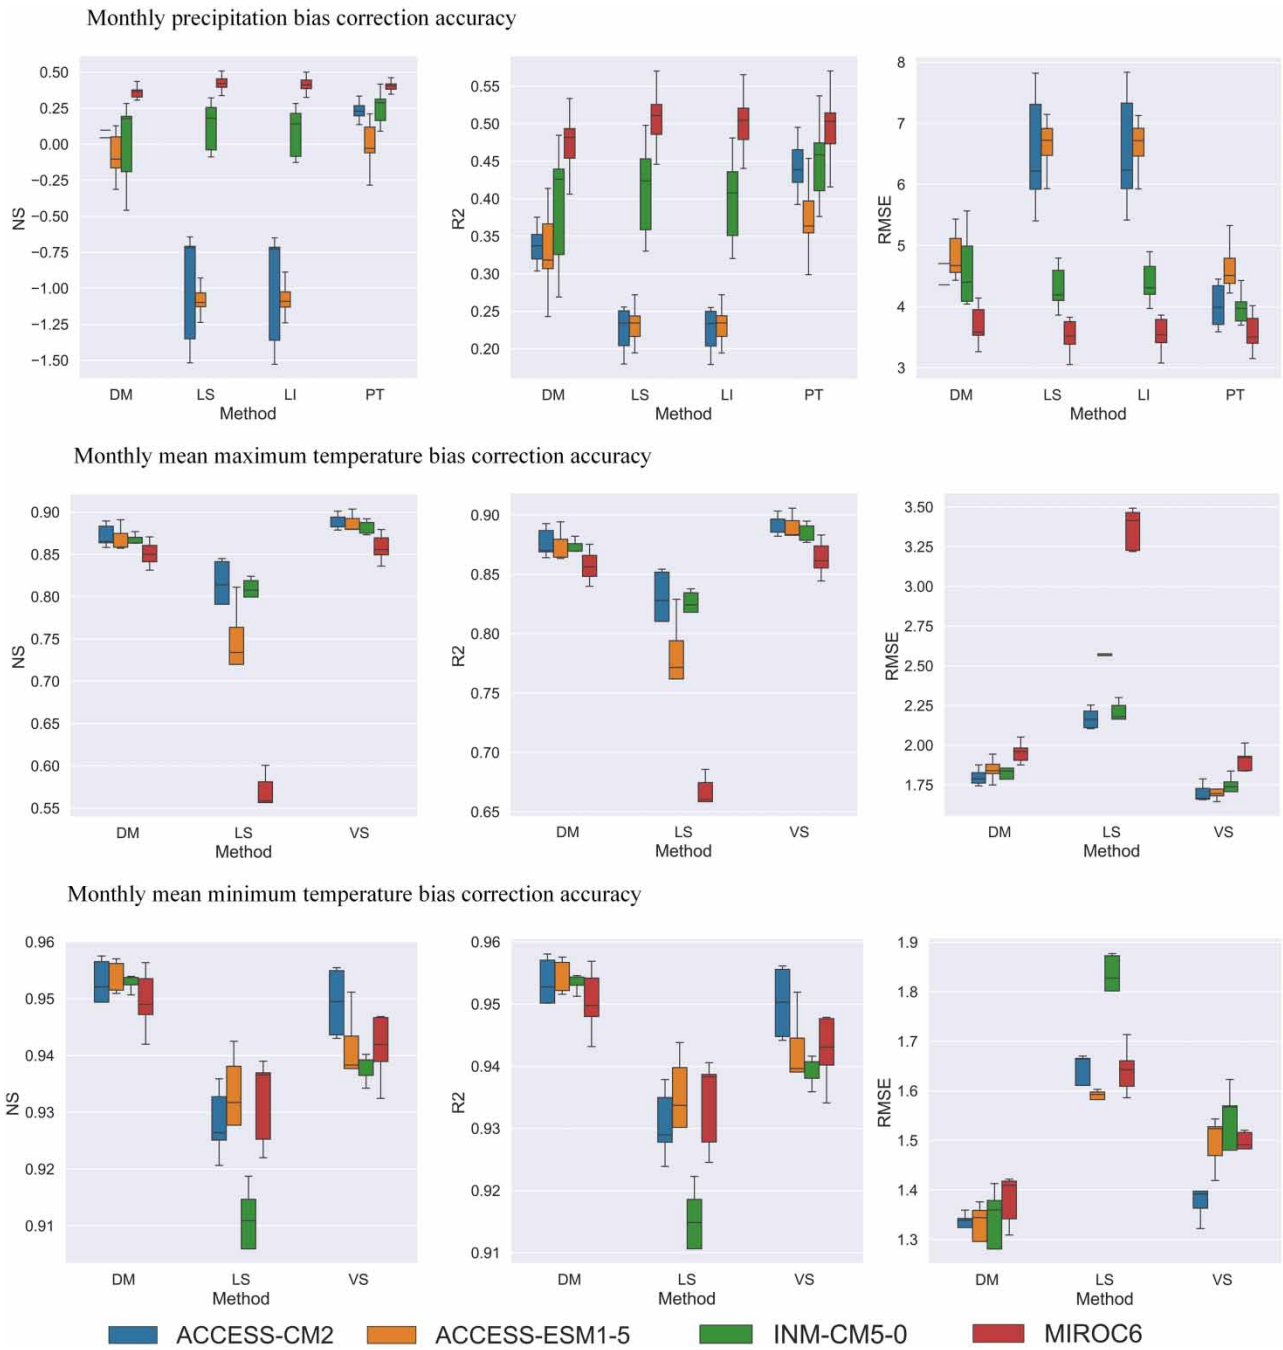 Monthly precipitation bias correction accuracy
NS
0.50
0.25
0.00
−0.25
−0.50
−0.75
−1.00
−1.25
−1.50
DM LS LI PT
Method
R2
0.55
0.50
0.45
0.40
0.35
0.30
0.25
0.20
DM LS LI PT
Method
RMSE
8
7
6
5
4
3
DM LS LI PT
Method
Monthly mean maximum temperature bias correction accuracy
NS
0.90
0.85
0.80
0.75
0.70
0.65
0.60
0.55
DM LS VS
Method
R2
0.90
0.85
0.80
0.75
0.70
0.65
DM LS VS
Method
RMSE
3.50
3.25
3.00
2.75
2.50
2.25
2.00
1.75
DM LS VS
Method
Monthly mean minimum temperature bias correction accuracy
NS
0.96
0.95
0.94
0.93
0.92
0.91
DM LS VS
Method
R2
0.96
0.95
0.94
0.93
0.92
0.91
DM LS VS
Method
RMSE
1.9
1.8
1.7
1.6
1.5
1.4
1.3
DM LS VS
Method
ACCESS-CM2 ACCESS-ESM1-5 INM-CM5-0 MIROC6